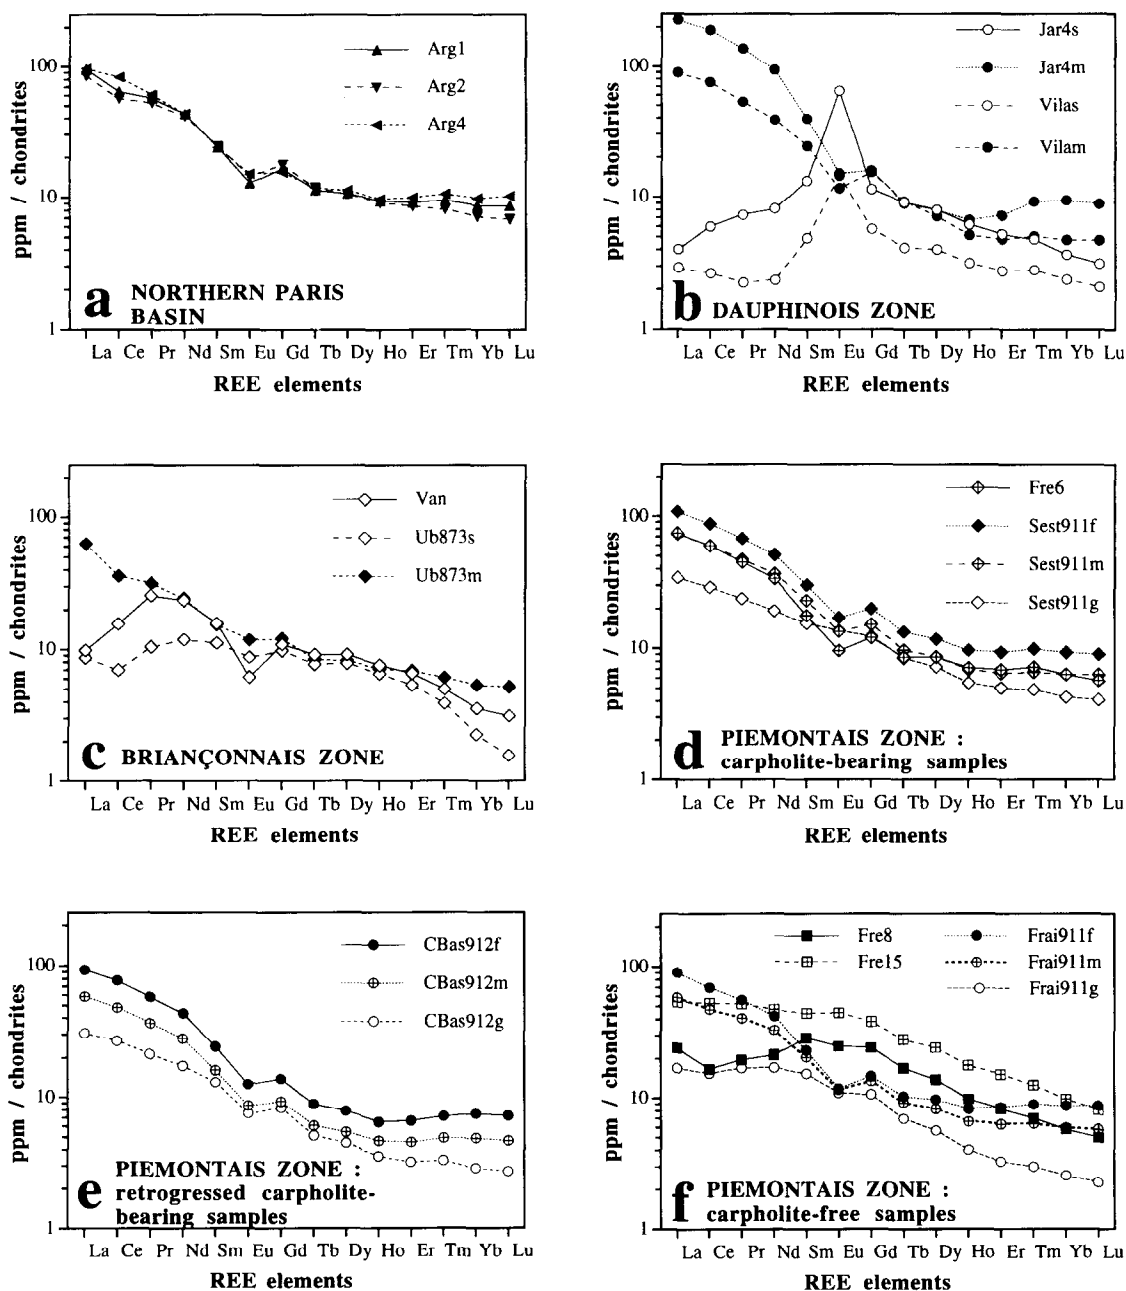 ppm / chondrites
100
10
1
Arg1
Arg2
Arg4
a NORTHERN PARIS
BASIN
La Ce Pr Nd Sm Eu Gd Tb Dy Ho Er Tm Yb Lu
REE elements
ppm / chondrites
100
10
1
Jar4s
Jar4m
Vilas
Vilam
b DAUPHINOIS ZONE
La Ce Pr Nd Sm Eu Gd Tb Dy Ho Er Tm Yb Lu
REE elements
ppm / chondrites
100
10
1
Van
Ub873s
Ub873m
c BRIANÇONNAIS ZONE
La Ce Pr Nd Sm Eu Gd Tb Dy Ho Er Tm Yb Lu
REE elements
ppm / chondrites
100
10
1
Fre6
Sest911f
Sest911m
Sest911g
d PIEMONTAIS ZONE :
carpholite-bearing samples
La Ce Pr Nd Sm Eu Gd Tb Dy Ho Er Tm Yb Lu
REE elements
ppm / chondrites
100
10
1
CBas912f
CBas912m
CBas912g
e PIEMONTAIS ZONE :
retrogressed carpholite-
bearing samples
La Ce Pr Nd Sm Eu Gd Tb Dy Ho Er Tm Yb Lu
REE elements
ppm / chondrites
100
10
1
Fre8
Fre15
Frai911f
Frai911m
Frai911g
f PIEMONTAIS ZONE :
carpholite-free samples
La Ce Pr Nd Sm Eu Gd Tb Dy Ho Er Tm Yb Lu
REE elements